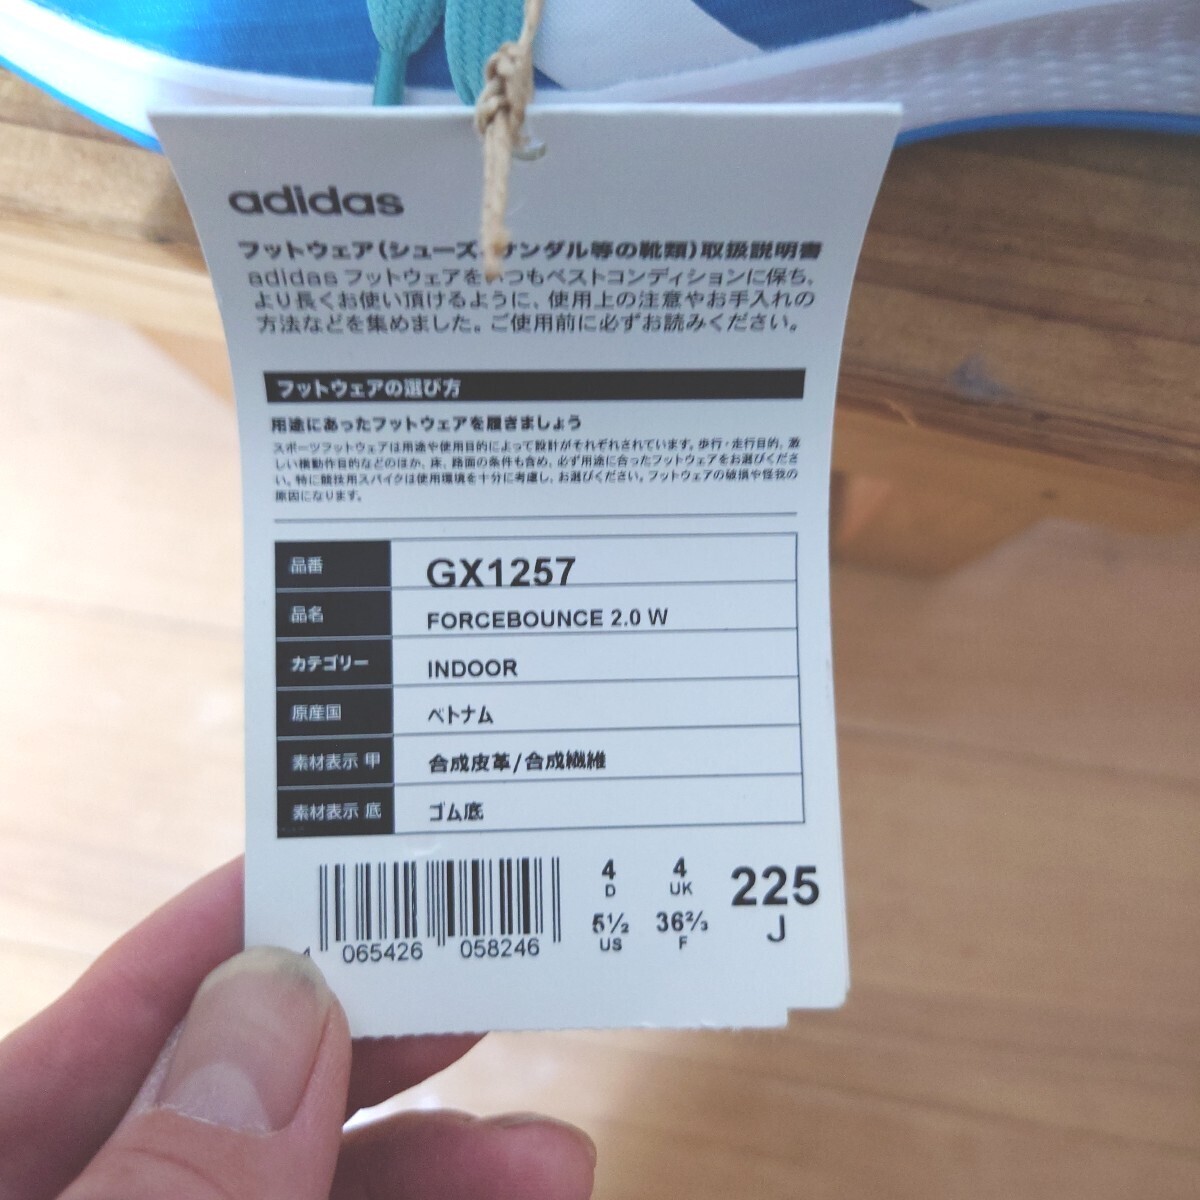 adidas
フットウェア(シューズ、サンダル等の靴類)取扱説明書
adidas フットウェアをいつもベストコンディションに保ち、
より長くお使い頂けるように、使用上の注意やお手入れの
方法などを集めました。ご使用前に必ずお読みください。
フットウェアの選び方
用途にあったフットウェアを履きましょう
スポーツフットウェアは用途や使用目的によって設計がそれぞれされています。歩行・走行目的、激
しい機動作目的などのほか、床、路面の条件も含め、必ず用途に合ったフットウェアをお選びくださ
い。特に競技用スパイクは使用環境を十分に考慮し、お選びください。フットウェアの破損や怪我の
原因になります。
品番 GX1257
品名 FORCEBOUNCE 2.0 W
カテゴリー INDOOR
原産国 ベトナム
素材表示 甲 合成皮革/合成繊維
素材表示 底 ゴム底
4 4 225
D UK J
5½ 36⅔
US F
4 065426 058246